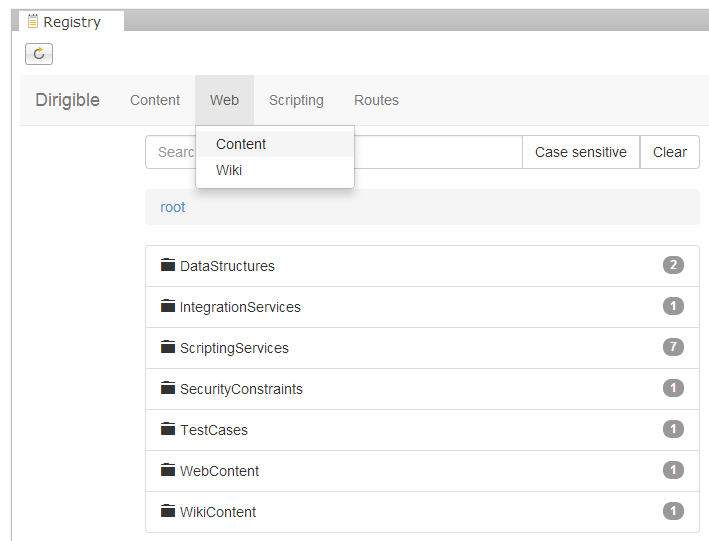 Registry
Dirigible Content Web Scripting Routes
Content
Wiki
Searc Case sensitive Clear
root
DataStructures 2
IntegrationServices 1
ScriptingServices 7
SecurityConstraints 1
TestCases 1
WebContent 1
WikiContent 1